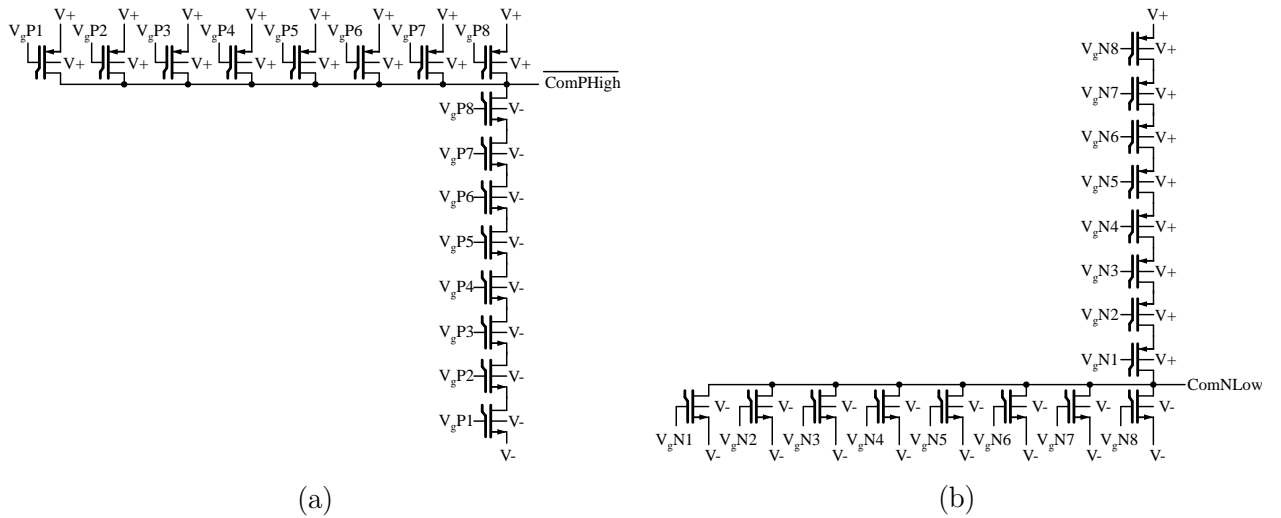 V+ V+ V+ V+ V+ V+ V+ V+
VgP1 VgP2 VgP3 VgP4 VgP5 VgP6 VgP7 VgP8
V+ V+ V+ V+ V+ V+ V+ V+
ComPHigh
VgP8 V-
VgP7 V-
VgP6 V-
VgP5 V-
VgP4 V-
VgP3 V-
VgP2 V-
VgP1 V-
V-
(a)
V+
VgN8 V+
VgN7 V+
VgN6 V+
VgN5 V+
VgN4 V+
VgN3 V+
VgN2 V+
VgN1 V+
ComNLow
V- V- V- V- V- V- V- V-
VgN1 VgN2 VgN3 VgN4 VgN5 VgN6 VgN7 VgN8
V- V- V- V- V- V- V- V-
(b)